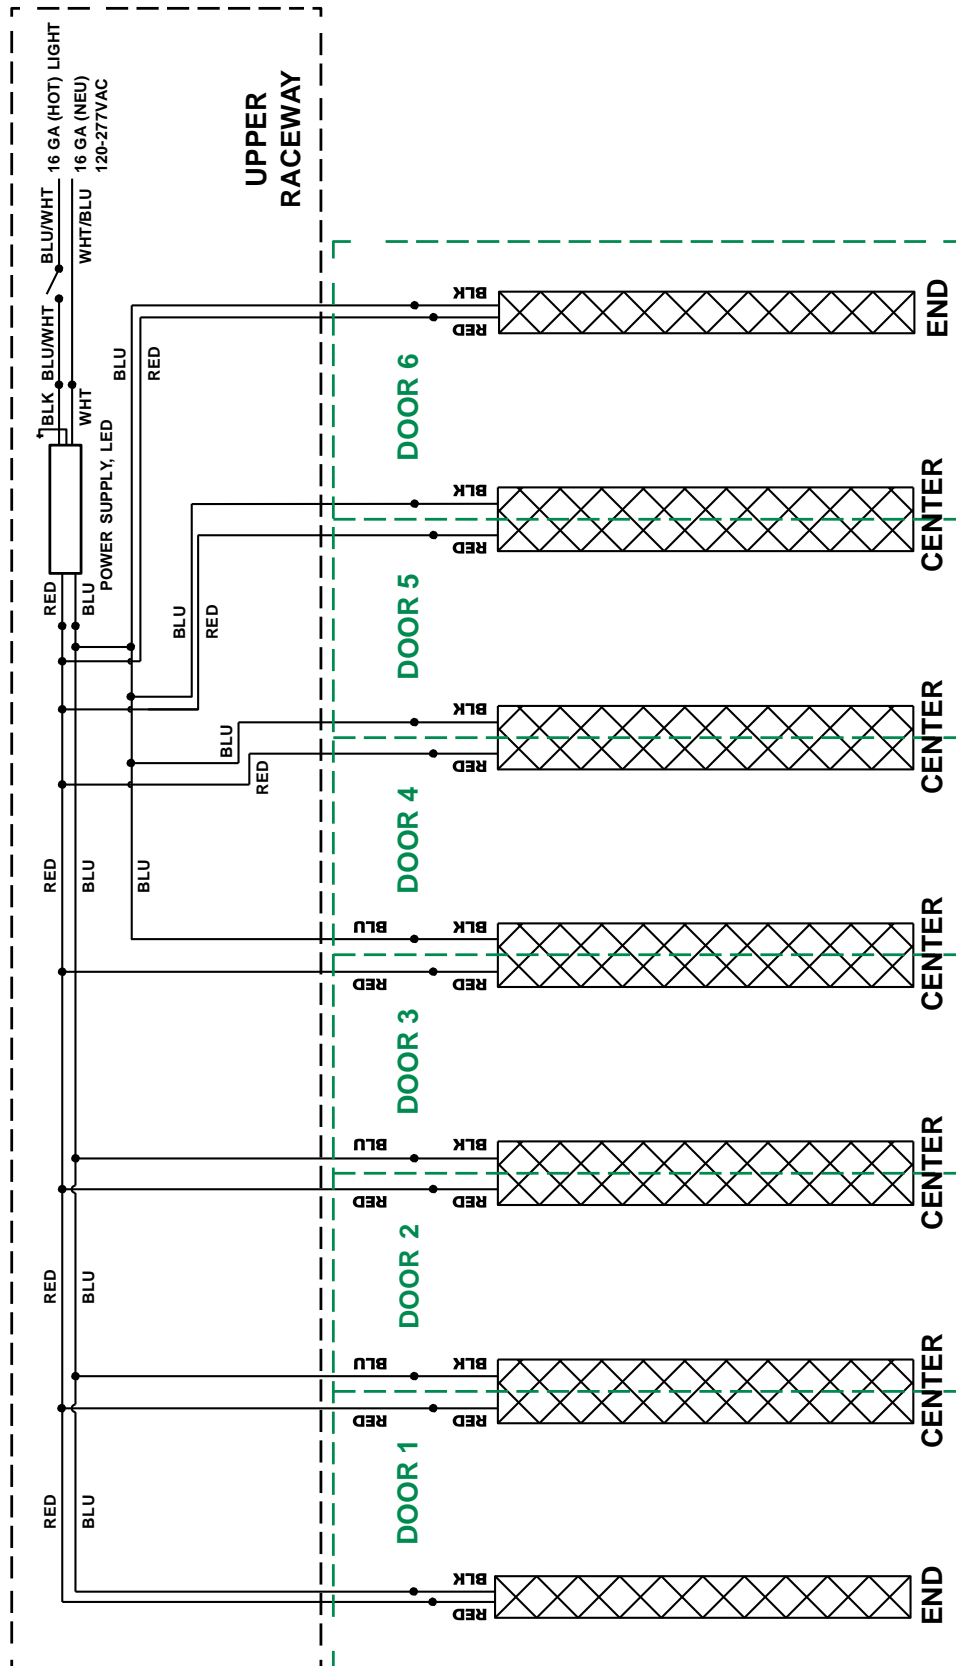 16 GA (HOT) LIGHT
16 GA (NEU)
120-277VAC
BLU/WHT
WHT/BLU
BLU/WHT
BLK
WHT
POWER SUPPLY, LED
UPPER
RACEWAY
RED
BLU
BLU
RED
BLU
RED
BLU
RED
RED
BLU
BLU
RED
BLU
RED
BLU
BLK
RED
END
DOOR 6
BLK
RED
CENTER
DOOR 5
BLK
RED
CENTER
DOOR 4
BLU
BLK
RED
RED
CENTER
DOOR 3
BLU
BLK
RED
RED
CENTER
DOOR 2
BLU
BLK
RED
RED
CENTER
DOOR 1
BLK
RED
END